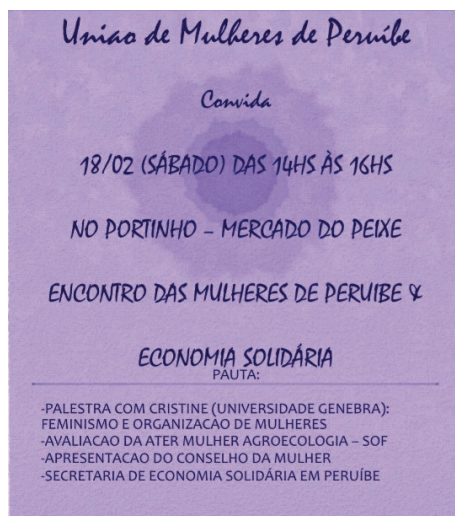 Uniao de Mulheres de Peruíbe
Convida
18/02 (SÁBADO) DAS 14HS ÀS 16HS
NO PORTINHO – MERCADO DO PEIXE
ENCONTRO DAS MULHERES DE PERUIBE &
ECONOMIA SOLIDÁRIA
PAUTA:
-PALESTRA COM CRISTINE (UNIVERSIDADE GENEBRA):
FEMINISMO E ORGANIZACAO DE MULHERES
-AVALIACAO DA ATER MULHER AGROECOLOGIA – SOF
-APRESENTACAO DO CONSELHO DA MULHER
-SECRETARIA DE ECONOMIA SOLIDÁRIA EM PERUÍBE